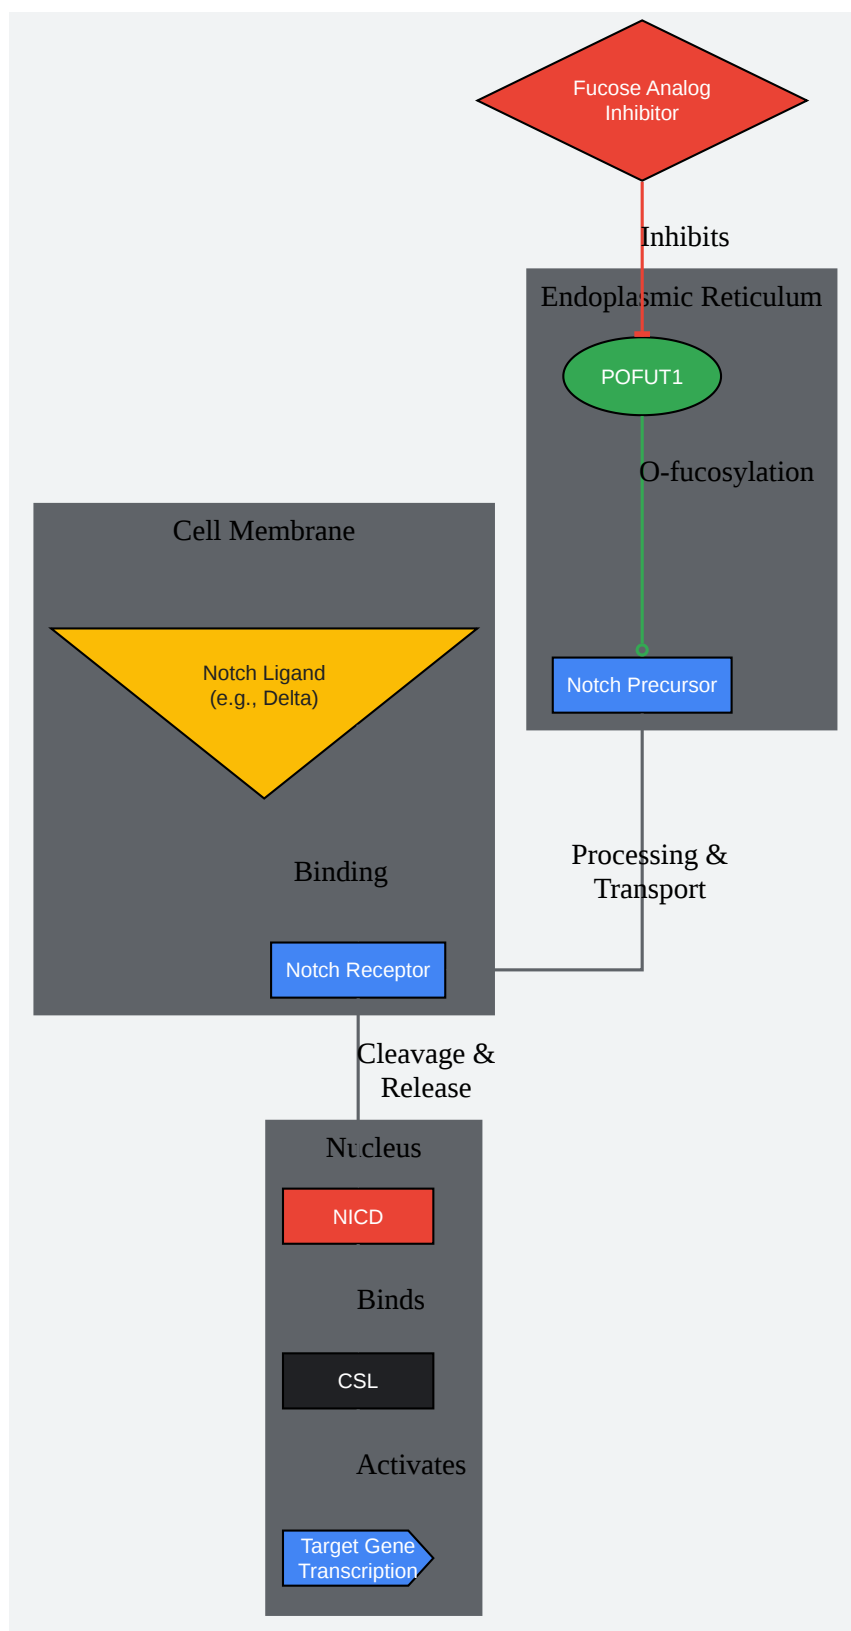 Fucose Analog
Inhibitor
Inhibits
Endoplasmic Reticulum
POFUT1
O-fucosylation
Cell Membrane
Notch Ligand
(e.g., Delta)
Notch Precursor
Binding
Processing &
Transport
Notch Receptor
Cleavage &
Release
Nucleus
NICD
Binds
CSL
Activates
Target Gene
Transcription